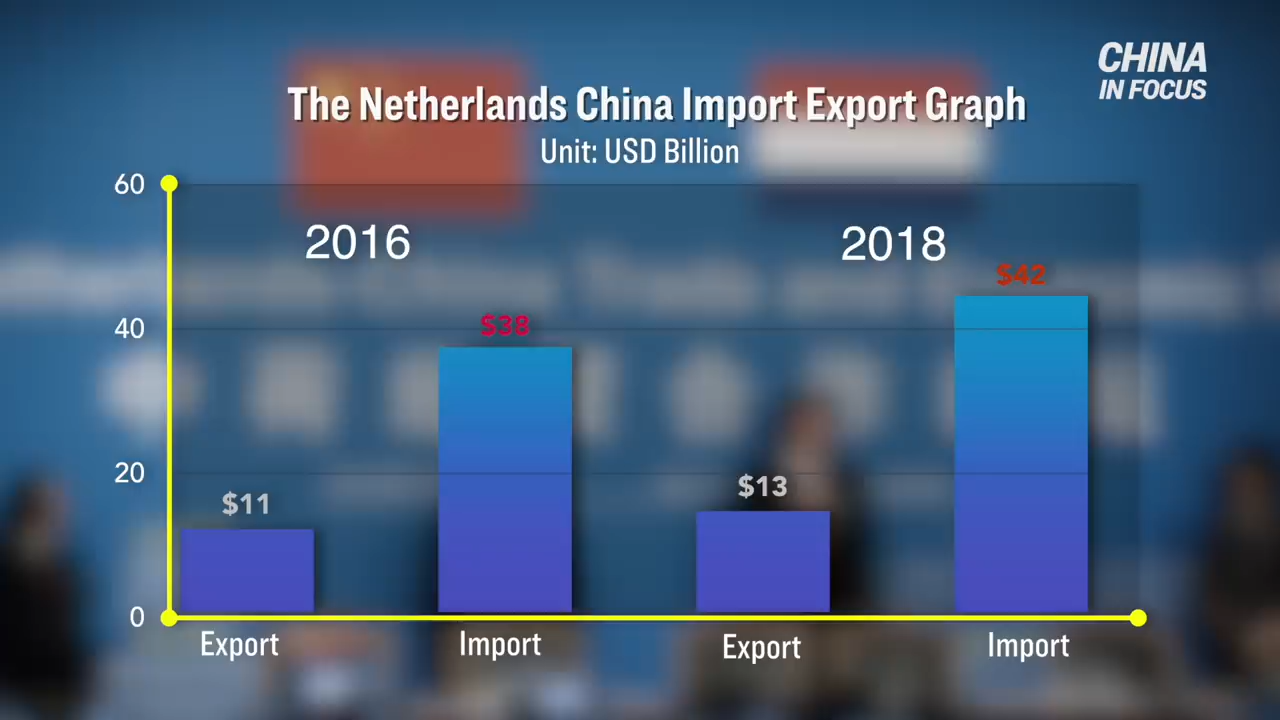 CHINA
IN FOCUS
The Netherlands China Import Export Graph
Unit: USD Billion
60
2016
2018
$42
40
$38
20
$13
$11
0
Export
Import
Export
Import